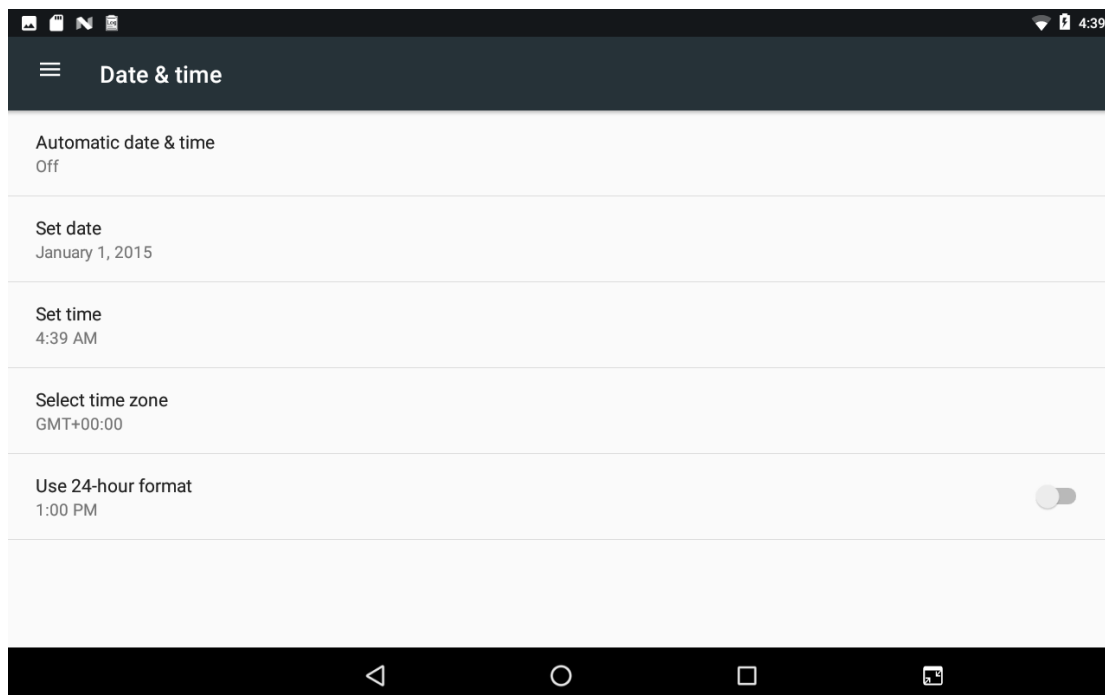 Log
4:39
Date & time
Automatic date & time
Off
Set date
January 1, 2015
Set time
4:39 AM
Select time zone
GMT+00:00
Use 24-hour format
1:00 PM